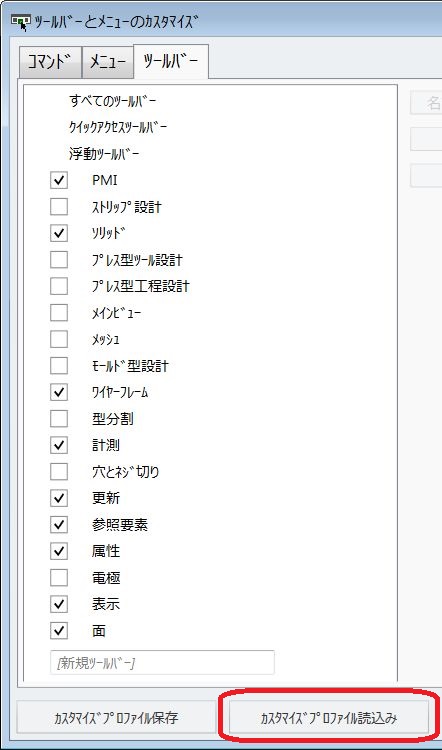 ﾂｰﾙﾊﾞｰとﾒﾆｭｰのｶｽﾀﾏｲｽﾞ
ｺﾏﾝﾄﾞ ﾒﾆｭｰ ﾂｰﾙﾊﾞｰ
すべてのﾂｰﾙﾊﾞｰ
名
ｸｲｯｸｱｸｾｽﾂｰﾙﾊﾞｰ
浮動ﾂｰﾙﾊﾞｰ
PMI
ｽﾄﾘｯﾌﾟ設計
ｿﾘｯﾄﾞ
ﾌﾟﾚｽ型ﾂｰﾙ設計
ﾌﾟﾚｽ型工程設計
ﾒｲﾝﾋﾞｭｰ
ﾒｯｼｭ
ﾓｰﾙﾄﾞ型設計
ﾜｲﾔｰﾌﾚｰﾑ
型分割
計測
穴とﾈｼﾞ切り
更新
参照要素
属性
電極
表示
面
[新規ﾂｰﾙﾊﾞｰ]
ｶｽﾀﾏｲｽﾞﾌﾟﾛﾌｧｲﾙ保存 ｶｽﾀﾏｲｽﾞﾌﾟﾛﾌｧｲﾙ読込み